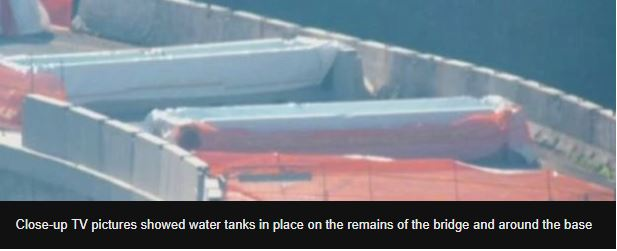 Close-up TV pictures showed water tanks in place on the remains of the bridge and around the base